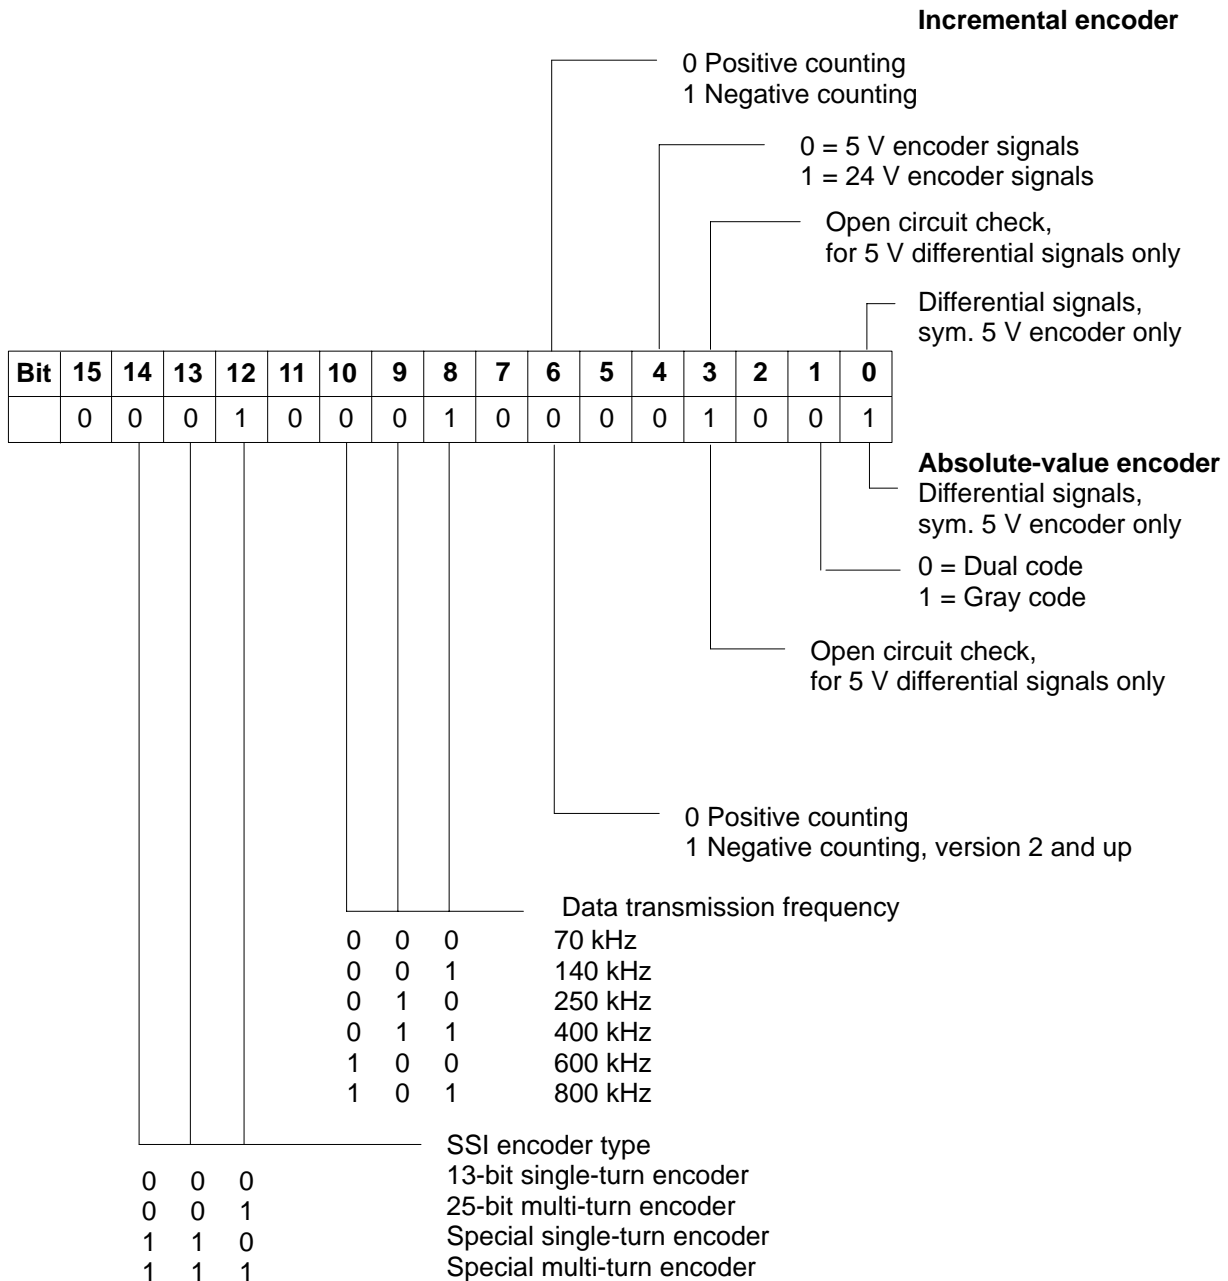 Incremental encoder
0 Positive counting
1 Negative counting
0 = 5 V encoder signals
1 = 24 V encoder signals
Open circuit check,
for 5 V differential signals only
Differential signals,
sym. 5 V encoder only
Bit 15 14 13 12 11 10 9 8 7 6 5 4 3 2 1 0
0 0 0 1 0 0 0 1 0 0 0 0 1 0 0 1
Absolute-value encoder
Differential signals,
sym. 5 V encoder only
0 = Dual code
1 = Gray code
Open circuit check,
for 5 V differential signals only
0 Positive counting
1 Negative counting, version 2 and up
Data transmission frequency
0 0 0 70 kHz
0 0 1 140 kHz
0 1 0 250 kHz
0 1 1 400 kHz
1 0 0 600 kHz
1 0 1 800 kHz
SSI encoder type
0 0 0 13-bit single-turn encoder
0 0 1 25-bit multi-turn encoder
1 1 0 Special single-turn encoder
1 1 1 Special multi-turn encoder